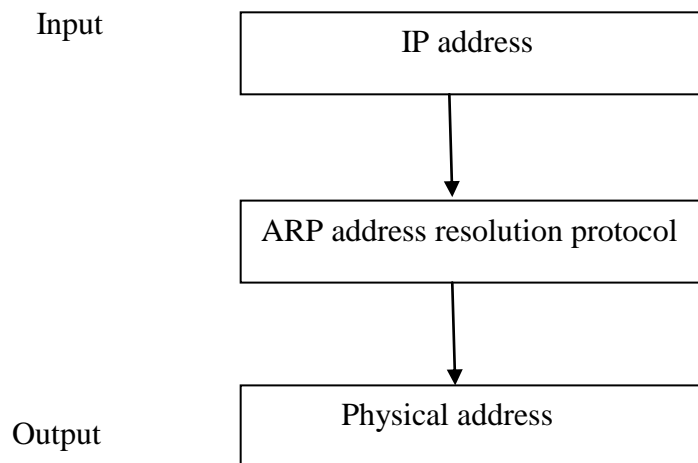 Input
IP address
ARP address resolution protocol
Physical address
Output